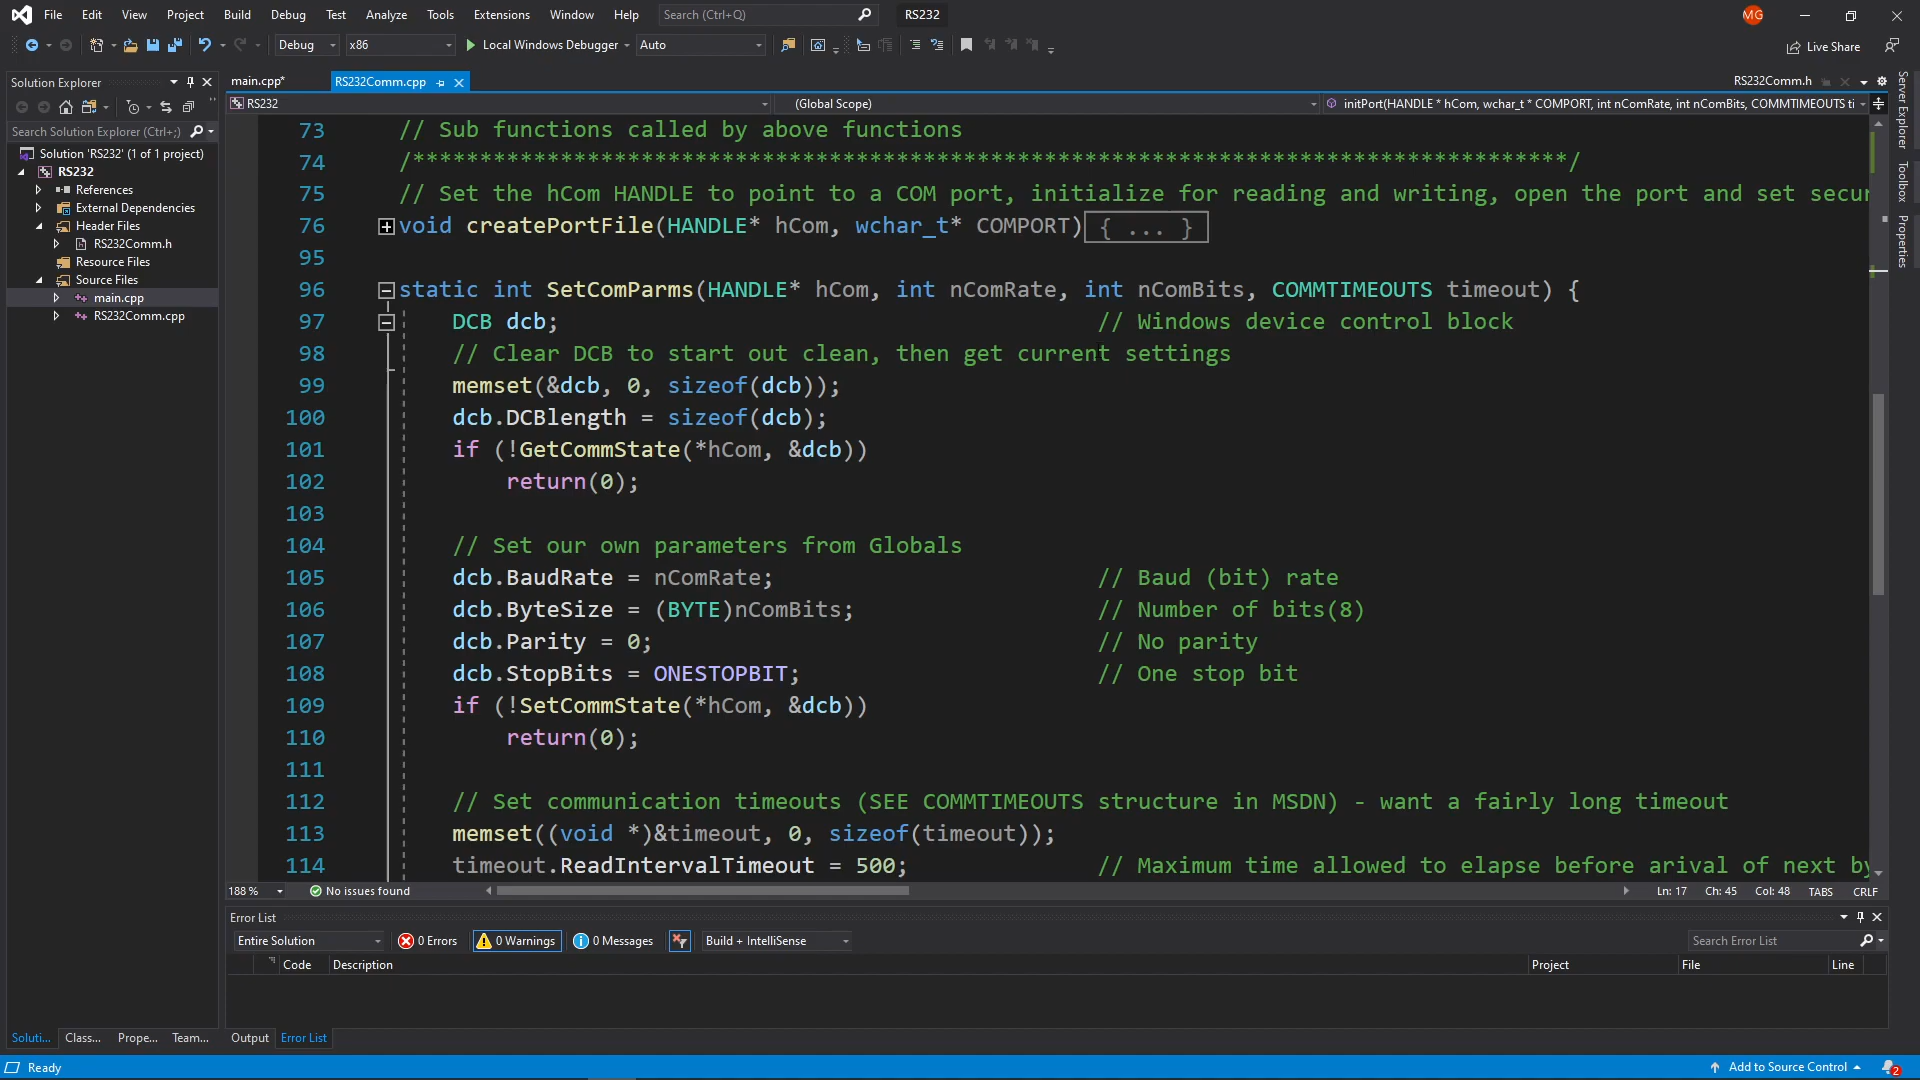 File Edit View Project Build Debug Test Analyze Tools Extensions Window Help Search (Ctrl+Q) RS232 MG
Debug x86 Local Windows Debugger Auto Live Share
Solution Explorer
Search Solution Explorer (Ctrl+;)
Solution 'RS232' (1 of 1 project)
RS232
References
External Dependencies
Header Files
RS232Comm.h
Resource Files
Source Files
main.cpp
RS232Comm.cpp
main.cpp* RS232Comm.cpp RS232Comm.h
RS232 (Global Scope) initPort(HANDLE * hCom, wchar_t * COMPORT, int nComRate, int nComBits, COMMTIMEOUTS ti
73 // Sub functions called by above functions
74 /**************************************************************************************/
75 // Set the hCom HANDLE to point to a COM port, initialize for reading and writing, open the port and set secur
76 void createPortFile(HANDLE* hCom, wchar_t* COMPORT) { ... }
95
96 static int SetComParms(HANDLE* hCom, int nComRate, int nComBits, COMMTIMEOUTS timeout) {
97 DCB dcb; // Windows device control block
98 // Clear DCB to start out clean, then get current settings
99 memset(&dcb, 0, sizeof(dcb));
100 dcb.DCBlength = sizeof(dcb);
101 if (!GetCommState(*hCom, &dcb))
102 return(0);
103
104 // Set our own parameters from Globals
105 dcb.BaudRate = nComRate; // Baud (bit) rate
106 dcb.ByteSize = (BYTE)nComBits; // Number of bits(8)
107 dcb.Parity = 0; // No parity
108 dcb.StopBits = ONESTOPBIT; // One stop bit
109 if (!SetCommState(*hCom, &dcb))
110 return(0);
111
112 // Set communication timeouts (SEE COMMTIMEOUTS structure in MSDN) - want a fairly long timeout
113 memset((void *)&timeout, 0, sizeof(timeout));
114 timeout.ReadIntervalTimeout = 500; // Maximum time allowed to elapse before arival of next by
188 % No issues found Ln: 17 Ch: 45 Col: 48 TABS CRLF
Error List
Entire Solution 0 Errors 0 Warnings 0 Messages Build + IntelliSense Search Error List
Code Description Project File Line
Soluti... Class... Prope... Team... Output Error List
Ready Add to Source Control 2
Server Explorer
Toolbox
Properties